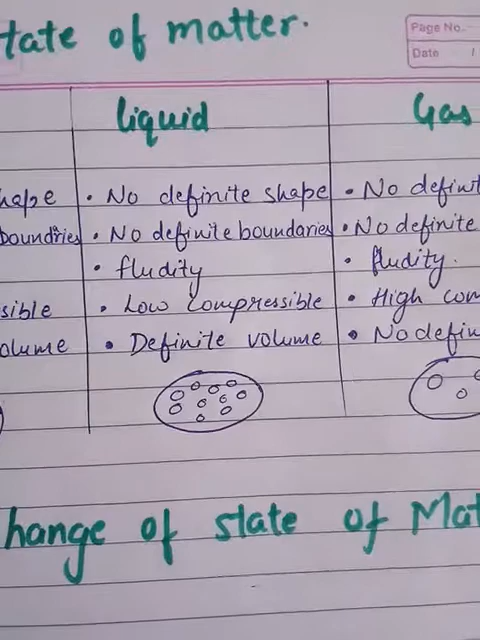 tate of matter.
Page No.
Date /
liquid Gas
hape • No definite shape • No definit
boundries • No definite boundaries • No definite
• fludity • fludity.
sible • Low compressible • High com
olume • Definite volume • No defin
hange of state of Mat